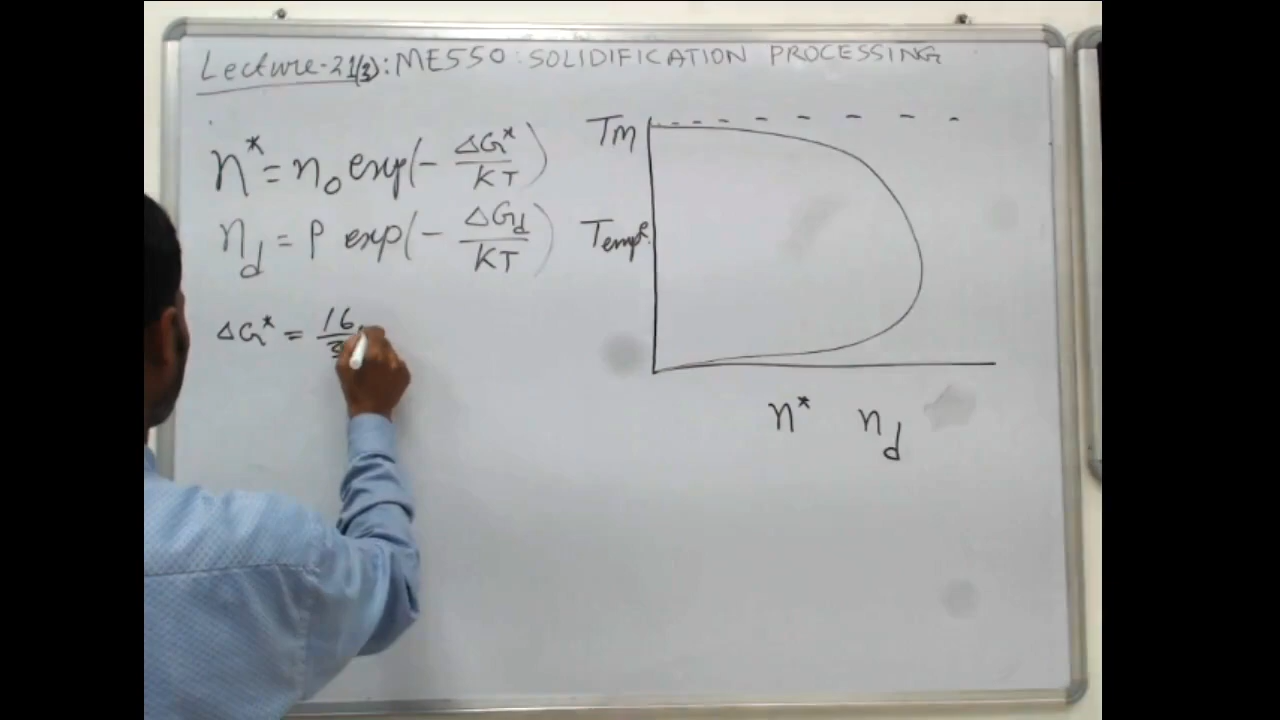 Lecture-21(3): ME550: SOLIDIFICATION PROCESSING
n* = n₀ exp(- ΔG*/KT)
n_d = P exp(- ΔG_d/KT)
ΔG* = 16/3
Tm
Temp.
n* n_d